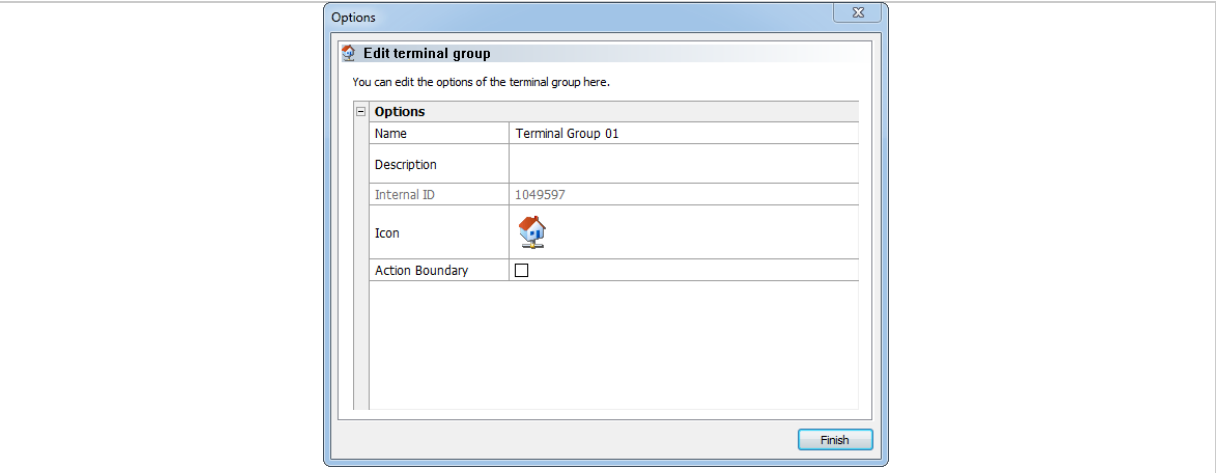 Options
Edit terminal group
You can edit the options of the terminal group here.
Options
Name Terminal Group 01
Description
Internal ID 1049597
Icon
Action Boundary
Finish